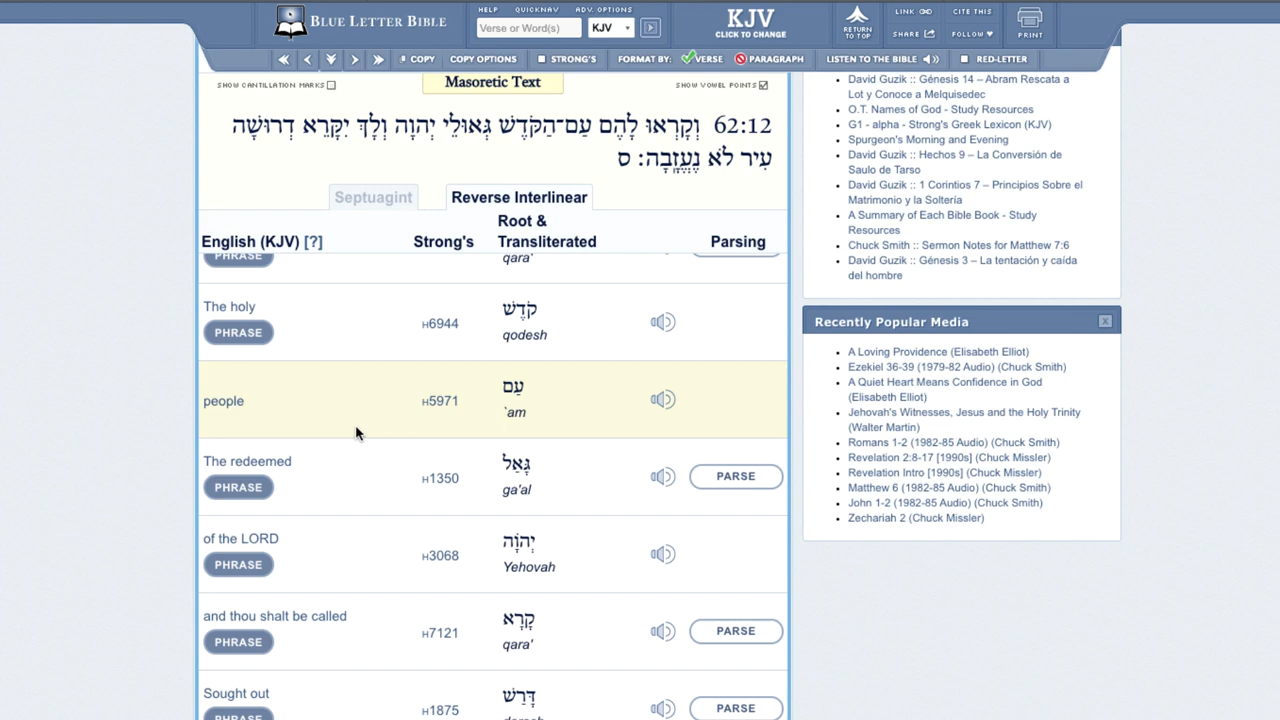 BLUE LETTER BIBLE
HELP QUICKNAV ADV. OPTIONS
Verse or Word(s) KJV
KJV
CLICK TO CHANGE
RETURN
TO TOP
LINK CITE THIS
SHARE FOLLOW
PRINT
COPY COPY OPTIONS STRONG'S FORMAT BY: VERSE PARAGRAPH LISTEN TO THE BIBLE RED-LETTER
SHOW CANTILLATION MARKS Masoretic Text SHOW VOWEL POINTS
62:12 וְקָרְאוּ לָהֶם עַם־הַקֹּדֶשׁ גְּאוּלֵי יְהוָה וְלָךְ יִקָּרֵא דְרוּשָׁה
עִיר לֹא נֶעֱזָבָה׃ ס
Septuagint Reverse Interlinear
English (KJV) [?] Strong's Root &
Transliterated Parsing
PHRASE qara'
The holy
PHRASE H6944 קֹדֶשׁ
qodesh
people H5971 עַם
`am
The redeemed
PHRASE H1350 גָּאַל
ga'al PARSE
of the LORD
PHRASE H3068 יְהֹוָה
Yehovah
and thou shalt be called
PHRASE H7121 קָרָא
qara' PARSE
Sought out
PHRASE H1875 דָּרַשׁ
darash PARSE
David Guzik :: Génesis 14 – Abram Rescata a
Lot y Conoce a Melquisedec
O.T. Names of God - Study Resources
G1 - alpha - Strong's Greek Lexicon (KJV)
Spurgeon's Morning and Evening
David Guzik :: Hechos 9 – La Conversión de
Saulo de Tarso
David Guzik :: 1 Corintios 7 – Principios Sobre el
Matrimonio y la Soltería
A Summary of Each Bible Book - Study
Resources
Chuck Smith :: Sermon Notes for Matthew 7:6
David Guzik :: Génesis 3 – La tentación y caída
del hombre
Recently Popular Media x
A Loving Providence (Elisabeth Elliot)
Ezekiel 36-39 (1979-82 Audio) (Chuck Smith)
A Quiet Heart Means Confidence in God
(Elisabeth Elliot)
Jehovah's Witnesses, Jesus and the Holy Trinity
(Walter Martin)
Romans 1-2 (1982-85 Audio) (Chuck Smith)
Revelation 2:8-17 [1990s] (Chuck Missler)
Revelation Intro [1990s] (Chuck Missler)
Matthew 6 (1982-85 Audio) (Chuck Smith)
John 1-2 (1982-85 Audio) (Chuck Smith)
Zechariah 2 (Chuck Missler)